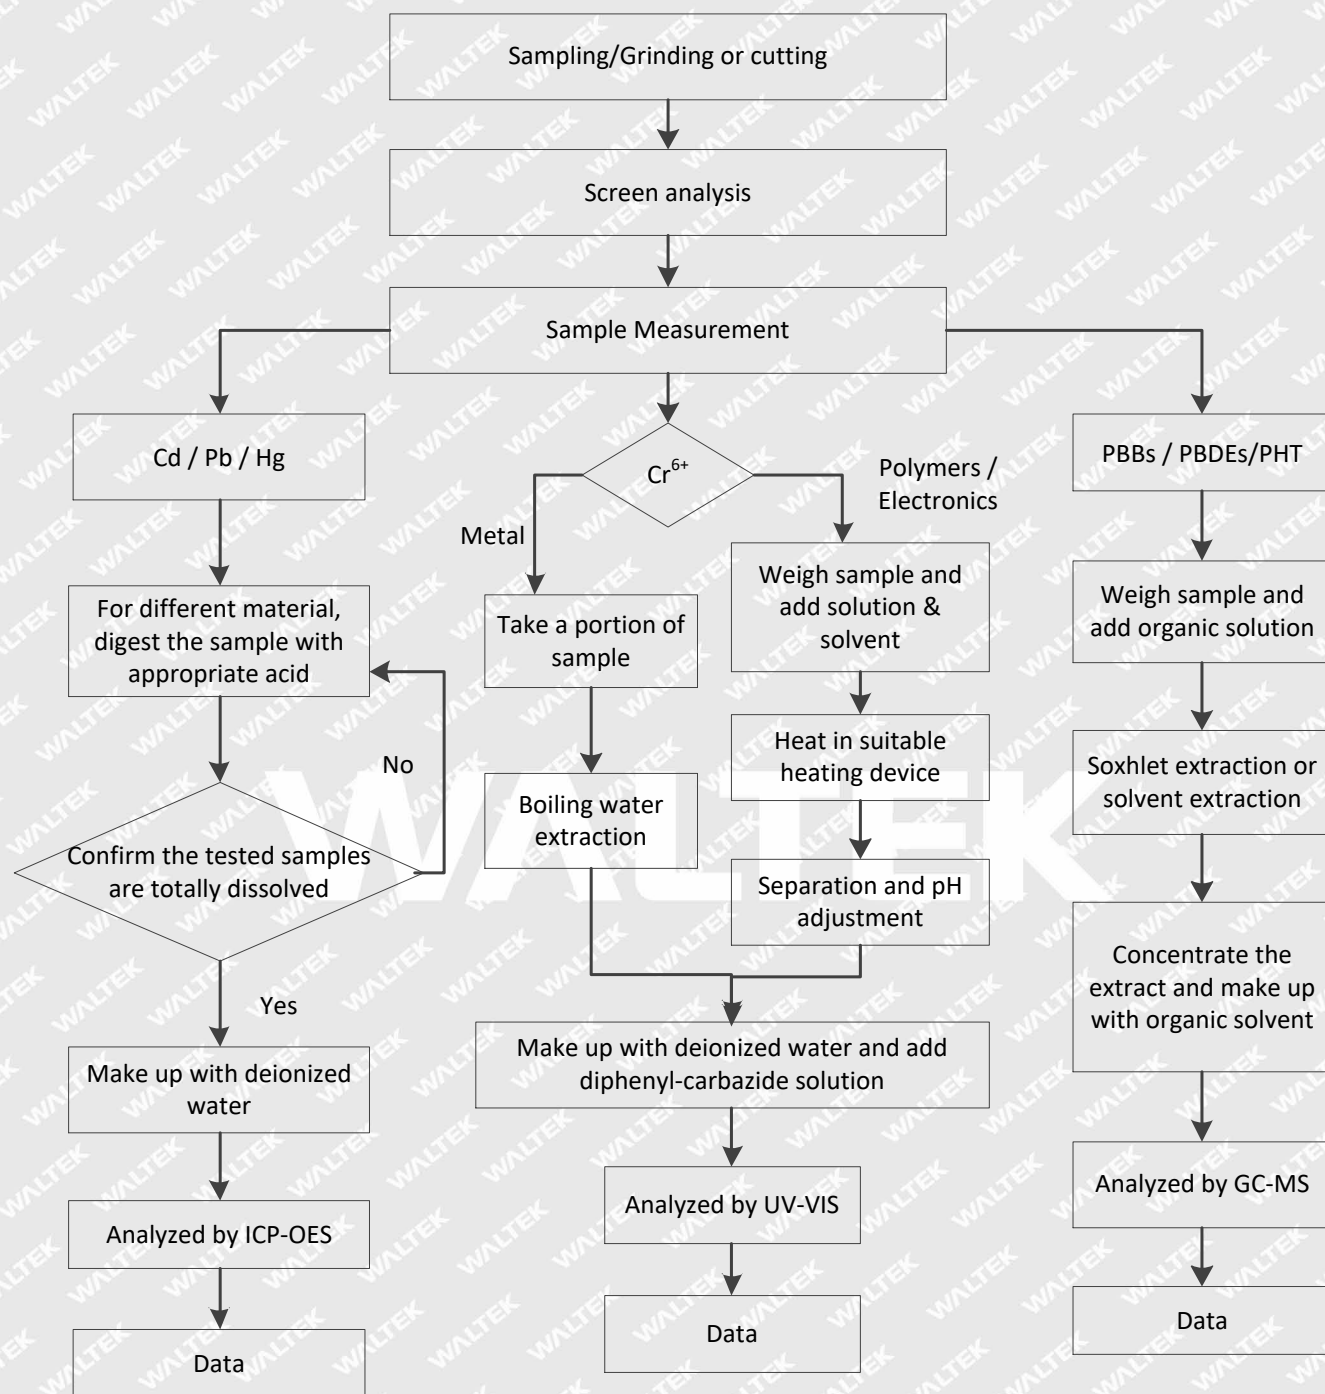 Sampling/Grinding or cutting
Screen analysis
Sample Measurement
Cd / Pb / Hg
For different material,
digest the sample with
appropriate acid
No
Confirm the tested samples
are totally dissolved
Yes
Make up with deionized
water
Analyzed by ICP-OES
Data
Cr⁶⁺
Metal
Take a portion of
sample
Boiling water
extraction
Polymers /
Electronics
Weigh sample and
add solution &
solvent
Heat in suitable
heating device
Separation and pH
adjustment
Make up with deionized water and add
diphenyl-carbazide solution
Analyzed by UV-VIS
Data
PBBs / PBDEs/PHT
Weigh sample and
add organic solution
Soxhlet extraction or
solvent extraction
Concentrate the
extract and make up
with organic solvent
Analyzed by GC-MS
Data
WALTEK